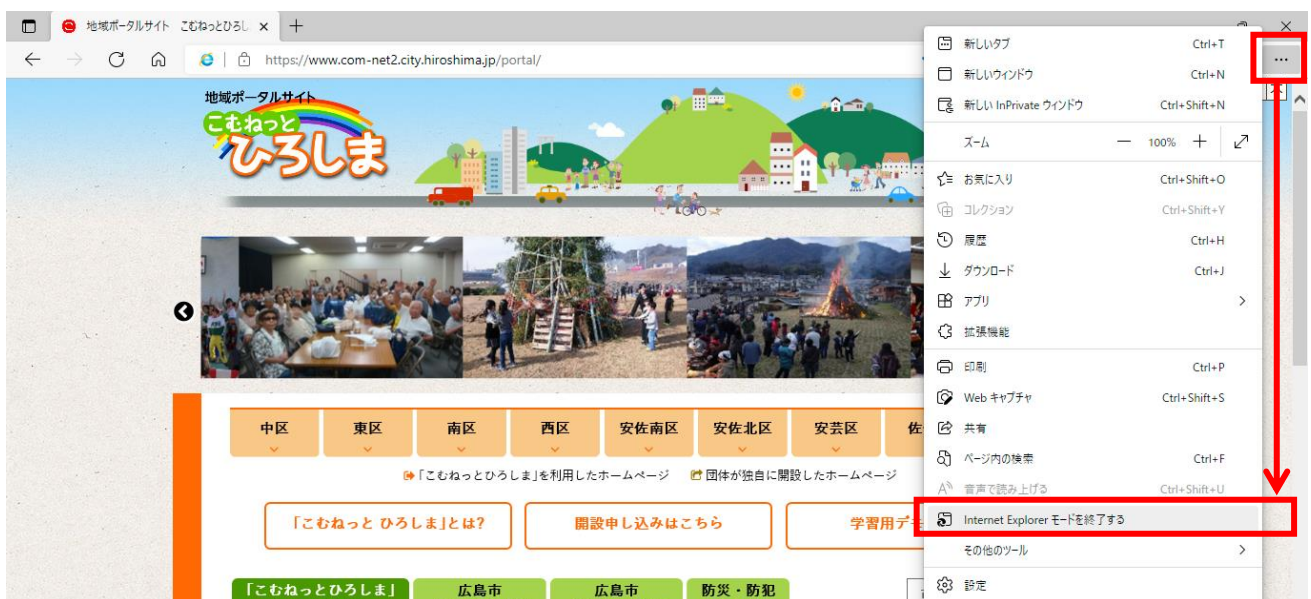 地域ポータルサイト こむねっとひろし
https://www.com-net2.city.hiroshima.jp/portal/
地域ポータルサイト
こむねっと
ひろしま
新しいタブ Ctrl+T
新しいウィンドウ Ctrl+N
新しい InPrivate ウィンドウ Ctrl+Shift+N
ズーム 100%
お気に入り Ctrl+Shift+O
コレクション Ctrl+Shift+Y
履歴 Ctrl+H
ダウンロード Ctrl+J
アプリ
拡張機能
印刷 Ctrl+P
Web キャプチャ Ctrl+Shift+S
共有
ページ内の検索 Ctrl+F
音声で読み上げる Ctrl+Shift+U
Internet Explorer モードを終了する
その他のツール
設定
中区 東区 南区 西区 安佐南区 安佐北区 安芸区 佐
「こむねっとひろしま」を利用したホームページ 団体が独自に開設したホームページ
「こむねっと ひろしま」とは? 開設申し込みはこちら 学習用デモ
「こむねっとひろしま」 広島市 広島市 防災・防犯